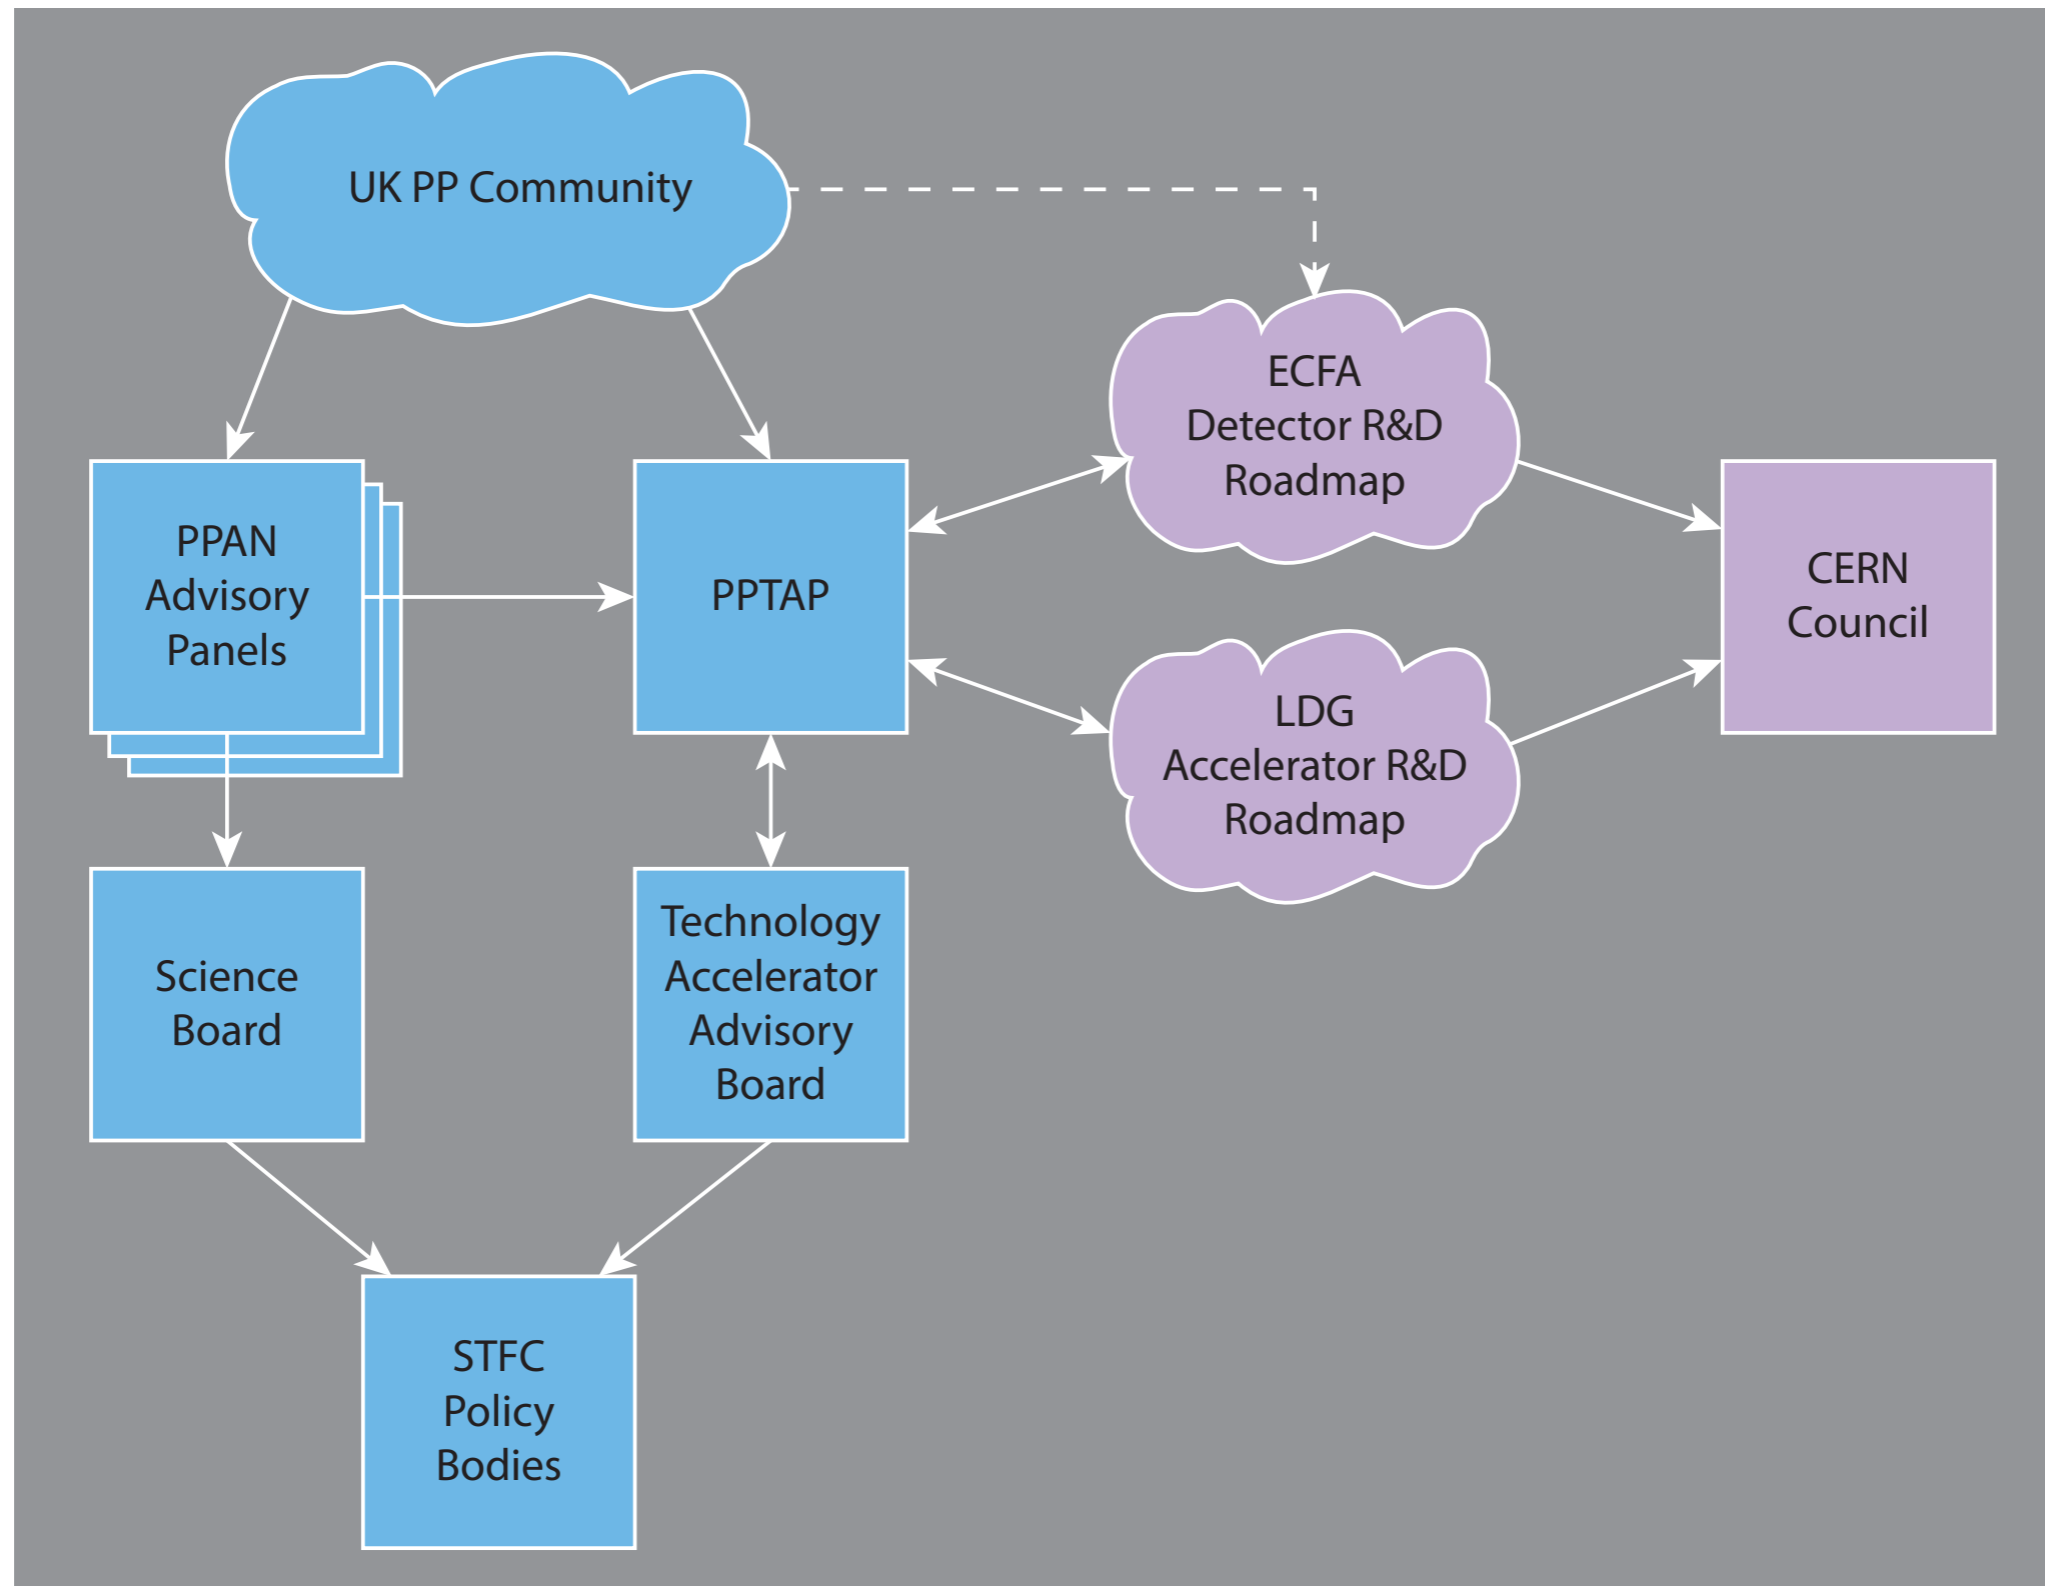 UK PP Community
ECFA
Detector R&D
Roadmap
PPAN
Advisory
Panels
PPTAP
CERN
Council
LDG
Accelerator R&D
Roadmap
Science
Board
Technology
Accelerator
Advisory
Board
STFC
Policy
Bodies